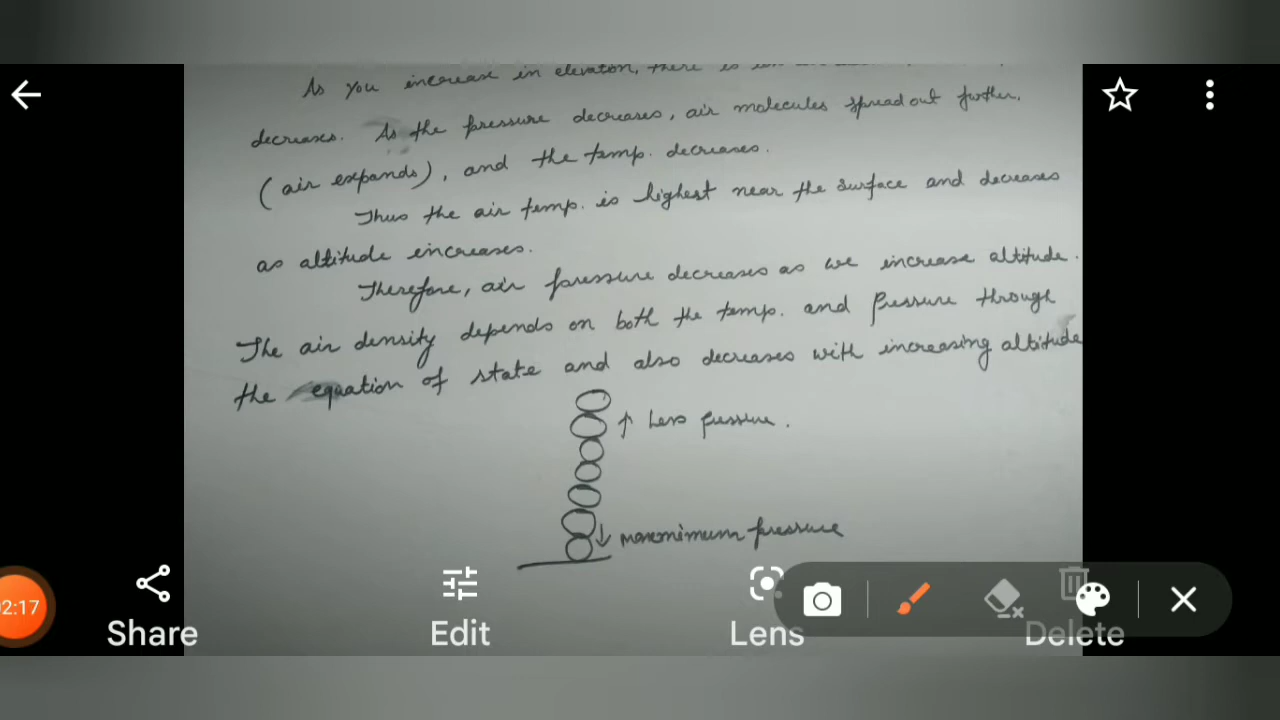 As you increase in elevation, there is
decreases. As the pressure decreases, air molecules spread out further,
(air expands), and the temp. decreases.
Thus the air temp. is highest near the surface and decreases
as altitude increases.
Therefore, air pressure decreases as we increase altitude.
The air density depends on both the temp. and Pressure through
the equation of state and also decreases with increasing altitude
↑ Less pressure.
↓ maximum pressure
02:17
Share Edit Lens Delete